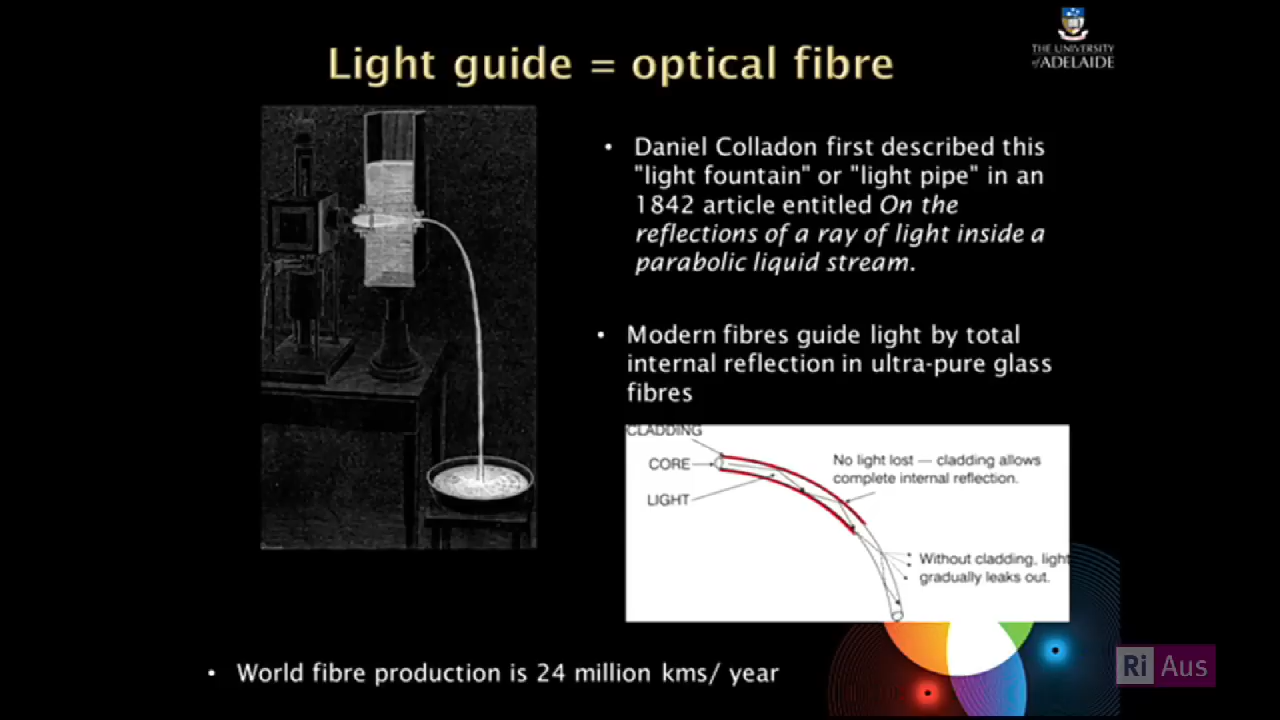 THE UNIVERSITY
of ADELAIDE
Light guide = optical fibre
• Daniel Colladon first described this
"light fountain" or "light pipe" in an
1842 article entitled On the
reflections of a ray of light inside a
parabolic liquid stream.
• Modern fibres guide light by total
internal reflection in ultra-pure glass
fibres
CLADDING
CORE
LIGHT
No light lost — cladding allows
complete internal reflection.
Without cladding, light
gradually leaks out.
• World fibre production is 24 million kms/ year
Ri Aus